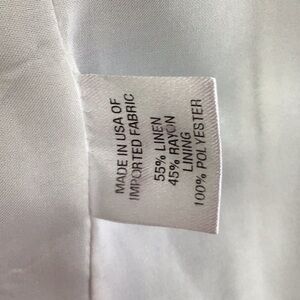 MADE IN USA OF
IMPORTED FABRIC
55% LINEN
45% RAYON
LINING
100% POLYESTER